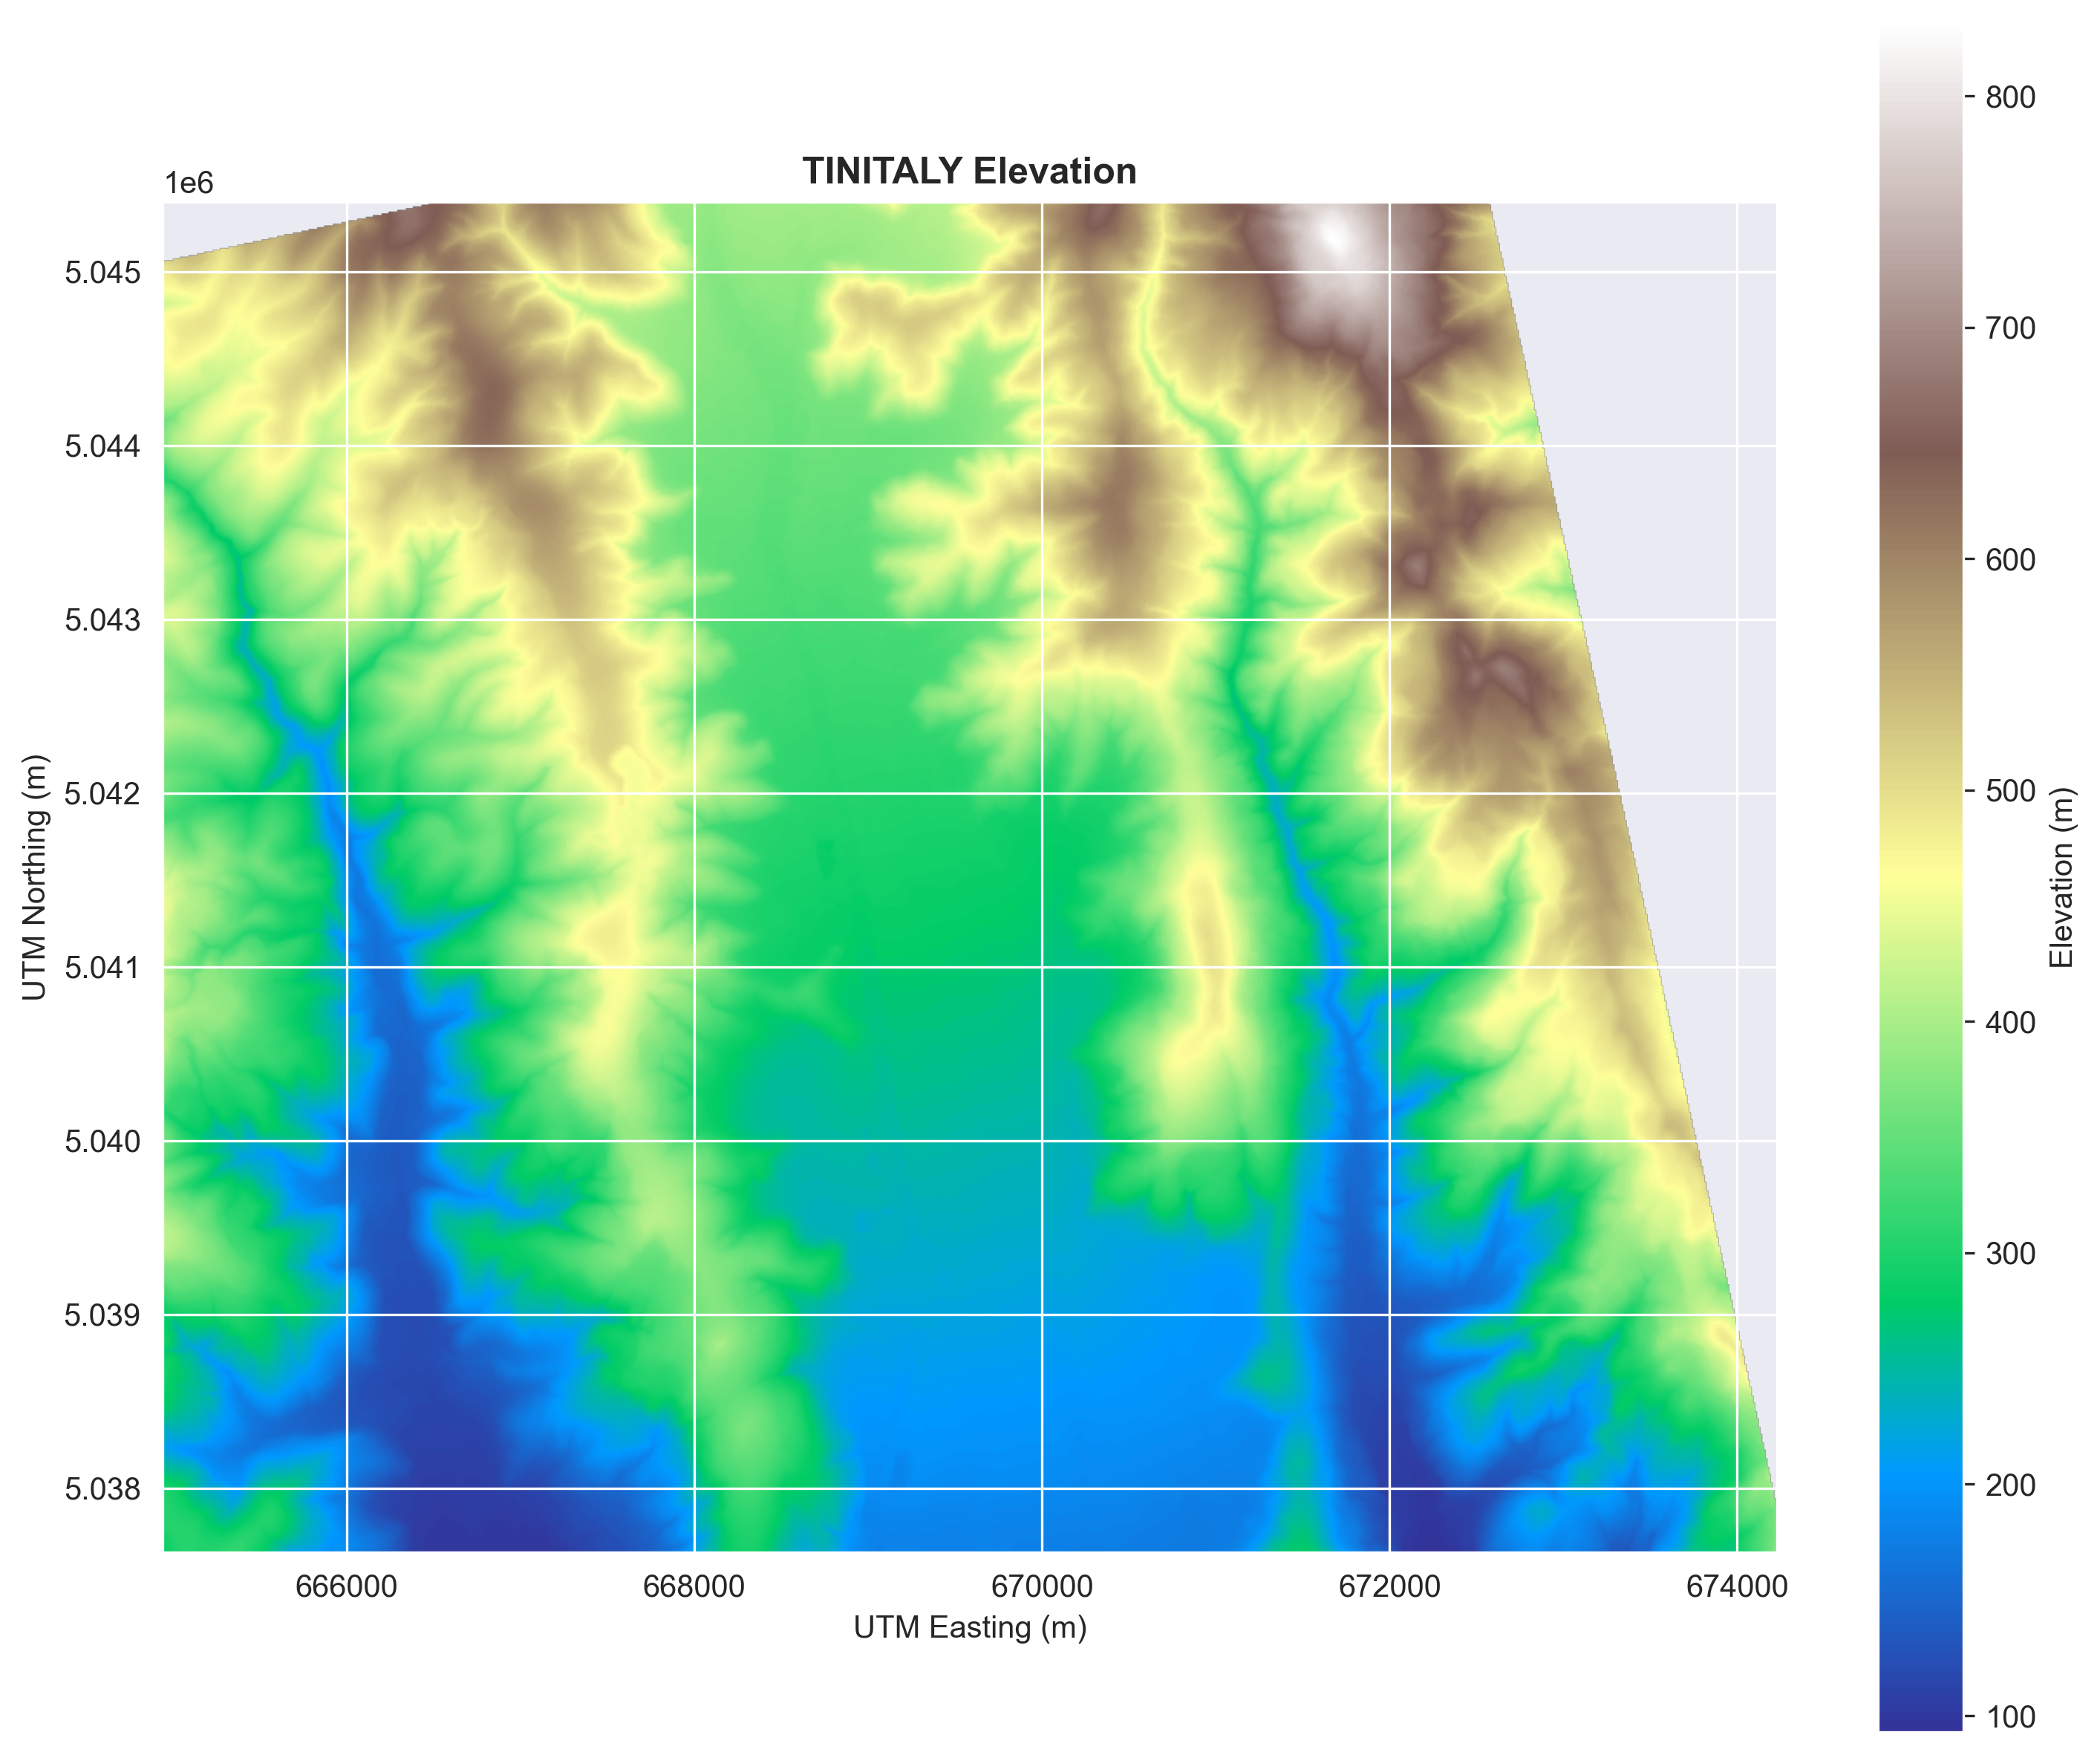 TINITALY Elevation
1e6
5.045
5.044
5.043
5.042
5.041
5.040
5.039
5.038
UTM Northing (m)
666000 668000 670000 672000 674000
UTM Easting (m)
800
700
600
500
400
300
200
100
Elevation (m)